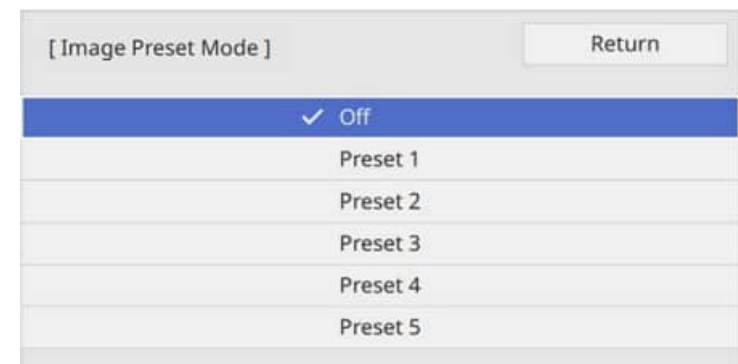 [ Image Preset Mode ]
Return
✓ Off
Preset 1
Preset 2
Preset 3
Preset 4
Preset 5